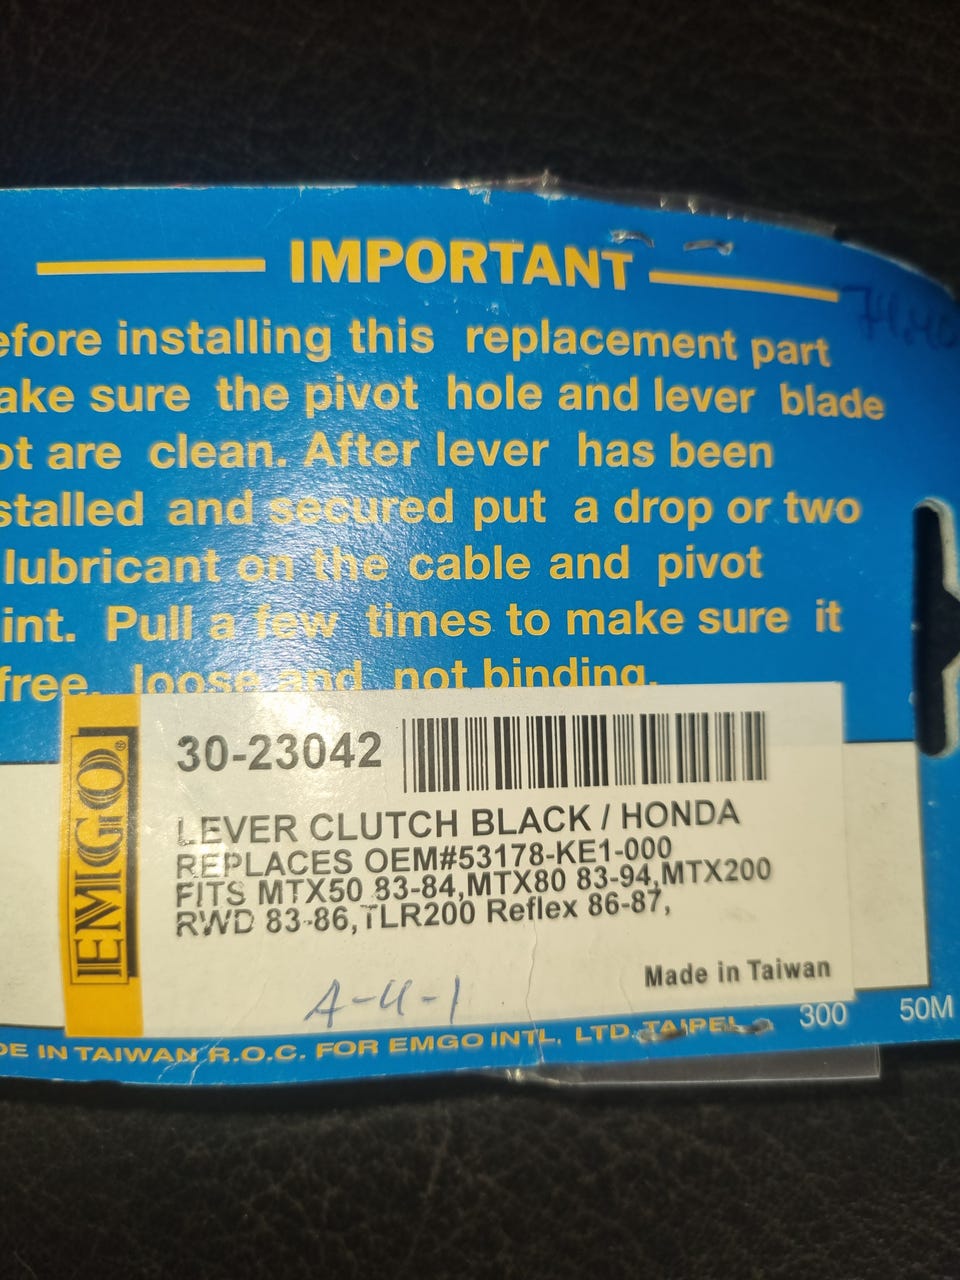 IMPORTANT
efore installing this replacement part
ake sure the pivot hole and lever blade
ot are clean. After lever has been
stalled and secured put a drop or two
lubricant on the cable and pivot
int. Pull a few times to make sure it
free, loose and not binding.
EMGO®
30-23042
LEVER CLUTCH BLACK / HONDA
REPLACES OEM#53178-KE1-000
FITS MTX50 83-84,MTX80 83-94,MTX200
RWD 83-86,TLR200 Reflex 86-87,
Made in Taiwan
A-4-1
300 50M
DE IN TAIWAN R.O.C. FOR EMGO INTL, LTD. TAIPEI,